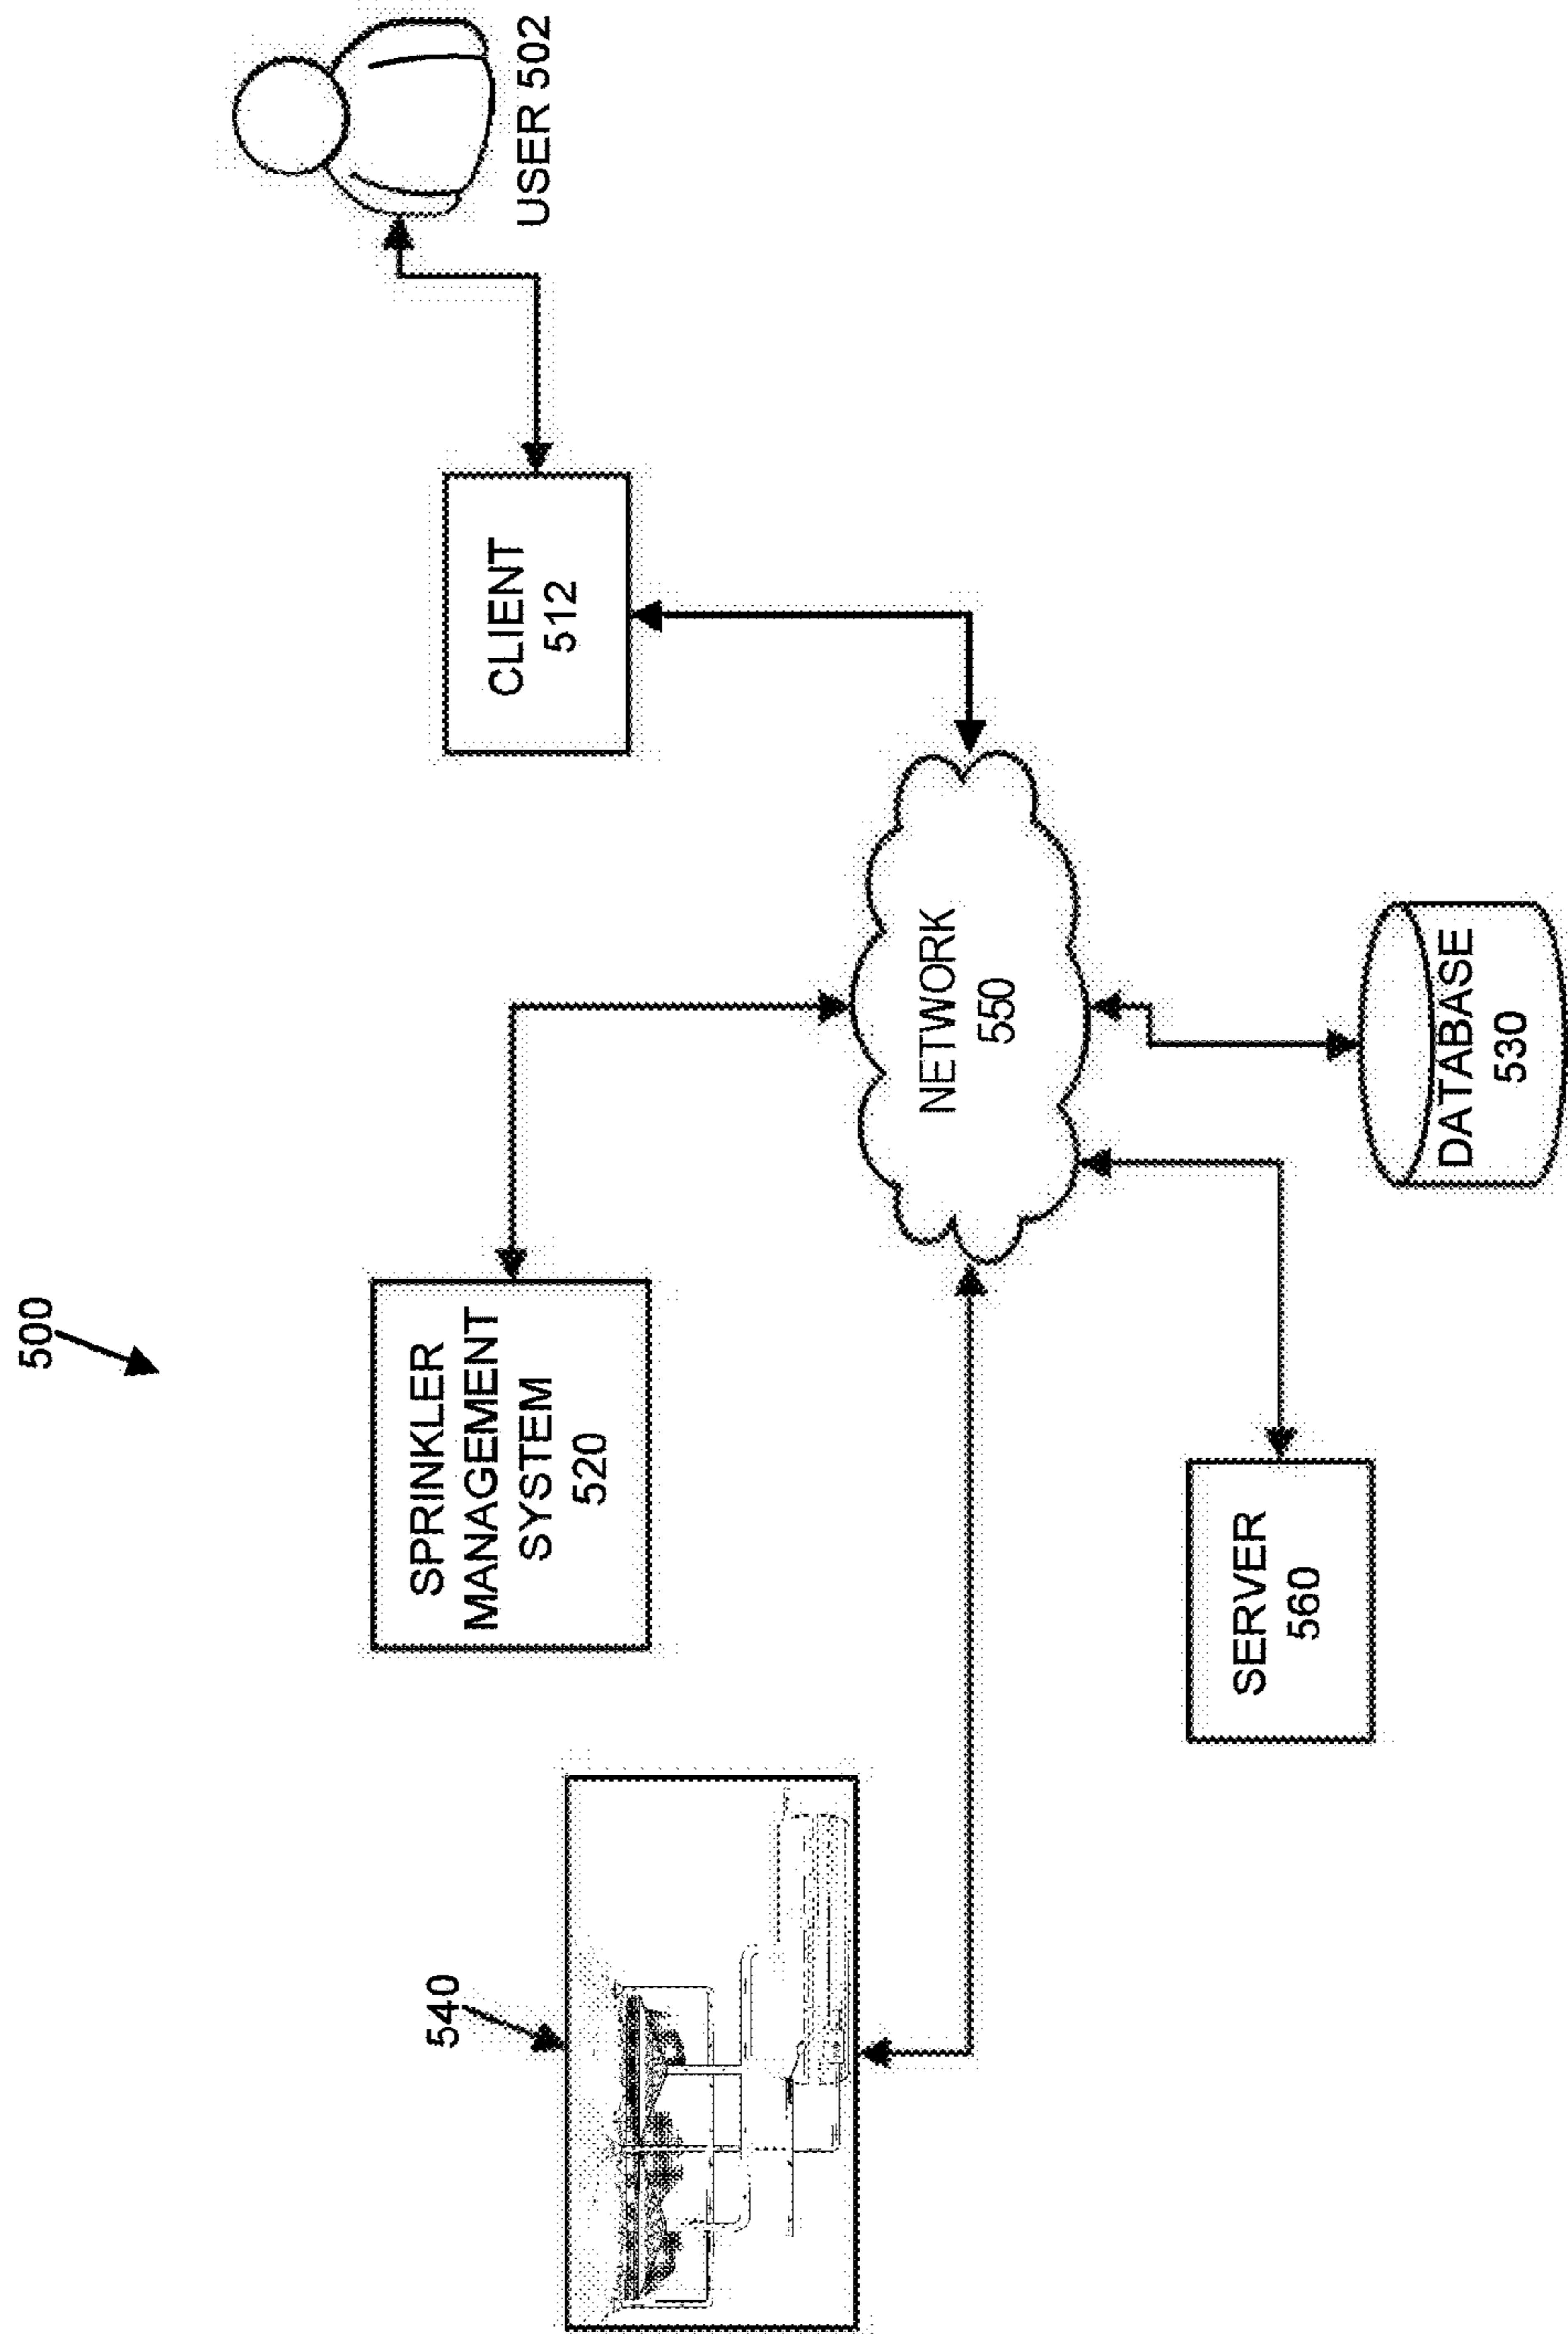 500
USER 502
CLIENT
512
SPRINKLER
MANAGEMENT
SYSTEM
520
540
NETWORK
550
SERVER
560
DATABASE
530